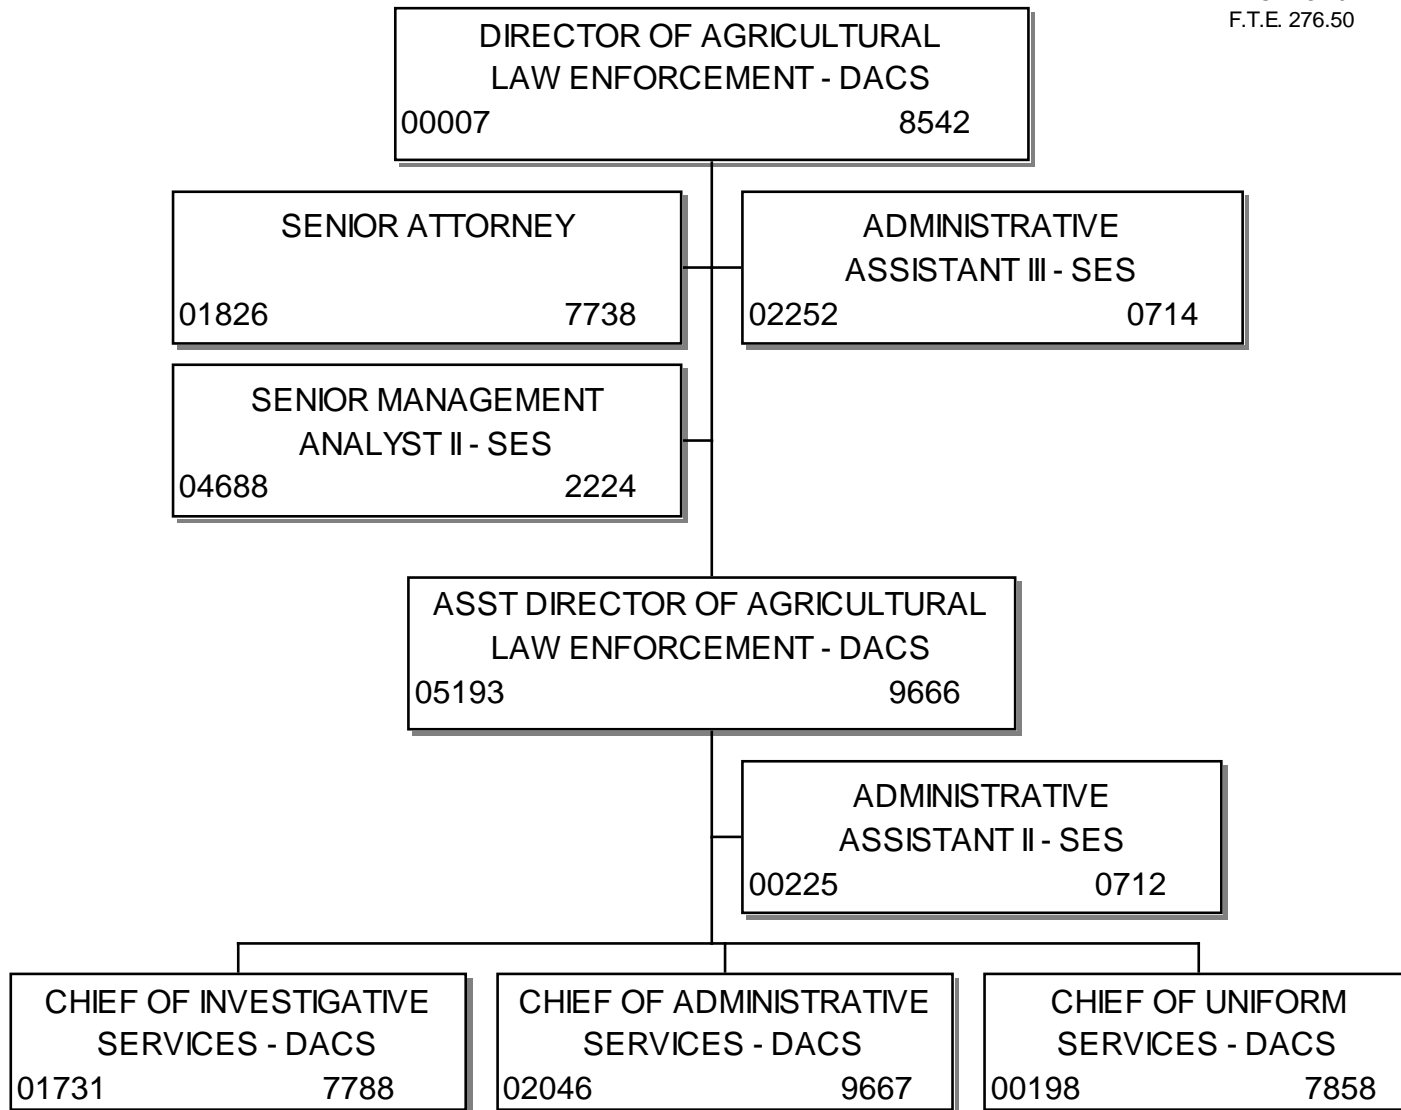 F.T.E. 276.50
DIRECTOR OF AGRICULTURAL
LAW ENFORCEMENT - DACS
00007 8542
SENIOR ATTORNEY
01826 7738
ADMINISTRATIVE
ASSISTANT III - SES
02252 0714
SENIOR MANAGEMENT
ANALYST II - SES
04688 2224
ASST DIRECTOR OF AGRICULTURAL
LAW ENFORCEMENT - DACS
05193 9666
ADMINISTRATIVE
ASSISTANT II - SES
00225 0712
CHIEF OF INVESTIGATIVE
SERVICES - DACS
01731 7788
CHIEF OF ADMINISTRATIVE
SERVICES - DACS
02046 9667
CHIEF OF UNIFORM
SERVICES - DACS
00198 7858